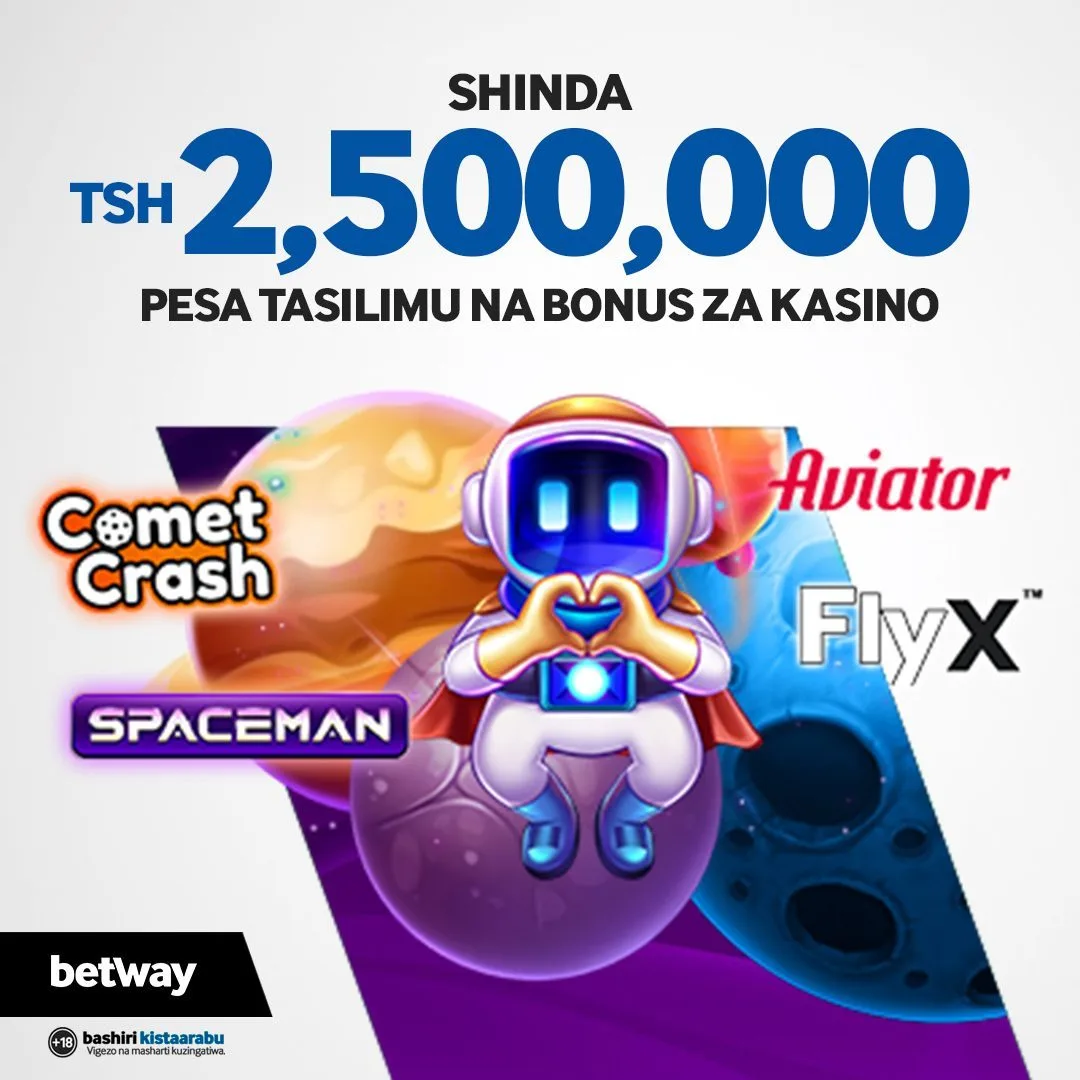 SHINDA
TSH 2,500,000
PESA TASILIMU NA BONUS ZA KASINO
Comet
Crash
SPACEMAN
Aviator
FlyX™
betway
+18 bashiri kistaarabu
Vigezo na masharti kuzingatiwa.